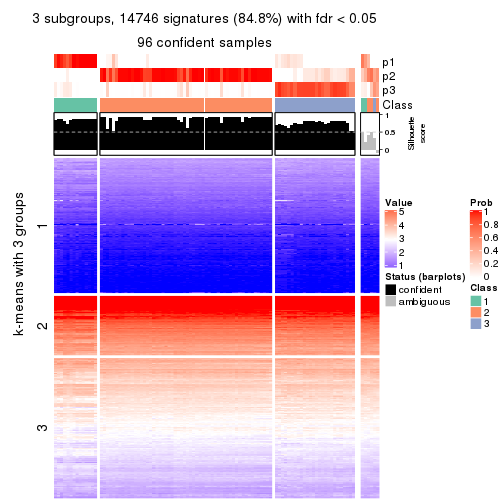 3 subgroups, 14746 signatures (84.8%) with fdr < 0.05
96 confident samples
p1
p2
p3
Class
1
0.5
0
Silhouette
score
k-means with 3 groups
1
2
3
Value
5
4
3
2
1
Status (barplots)
confident
ambiguous
Prob
1
0.8
0.6
0.4
0.2
0
Class
1
2
3